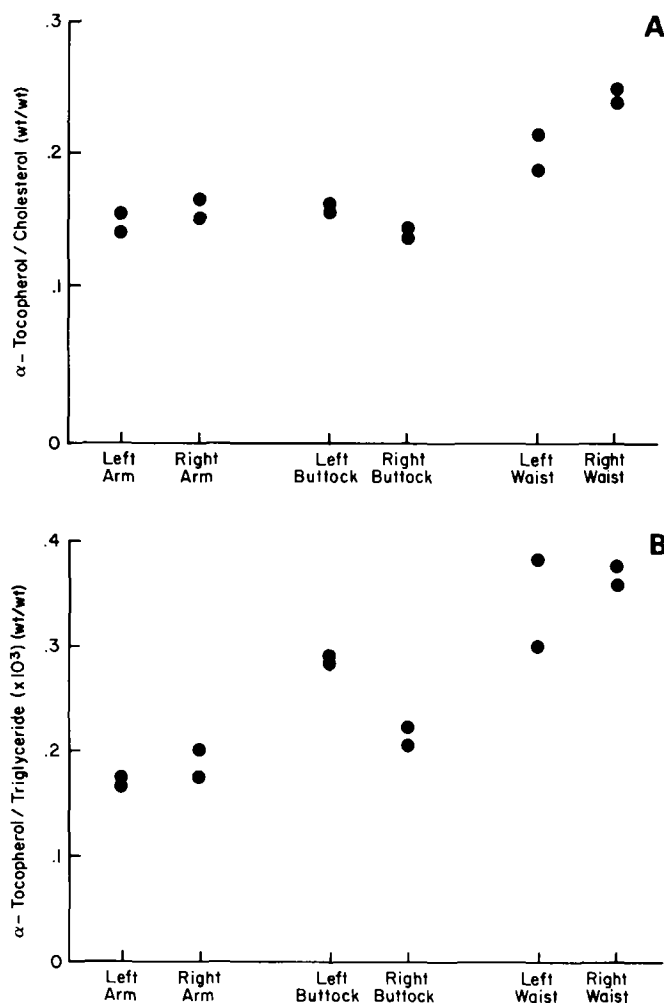 A
α-Tocopherol / Cholesterol (wt/wt)
.3
.2
.1
0
Left Arm
Right Arm
Left Buttock
Right Buttock
Left Waist
Right Waist
B
α-Tocopherol / Triglyceride (x10³) (wt/wt)
.4
.3
.2
.1
0
Left Arm
Right Arm
Left Buttock
Right Buttock
Left Waist
Right Waist